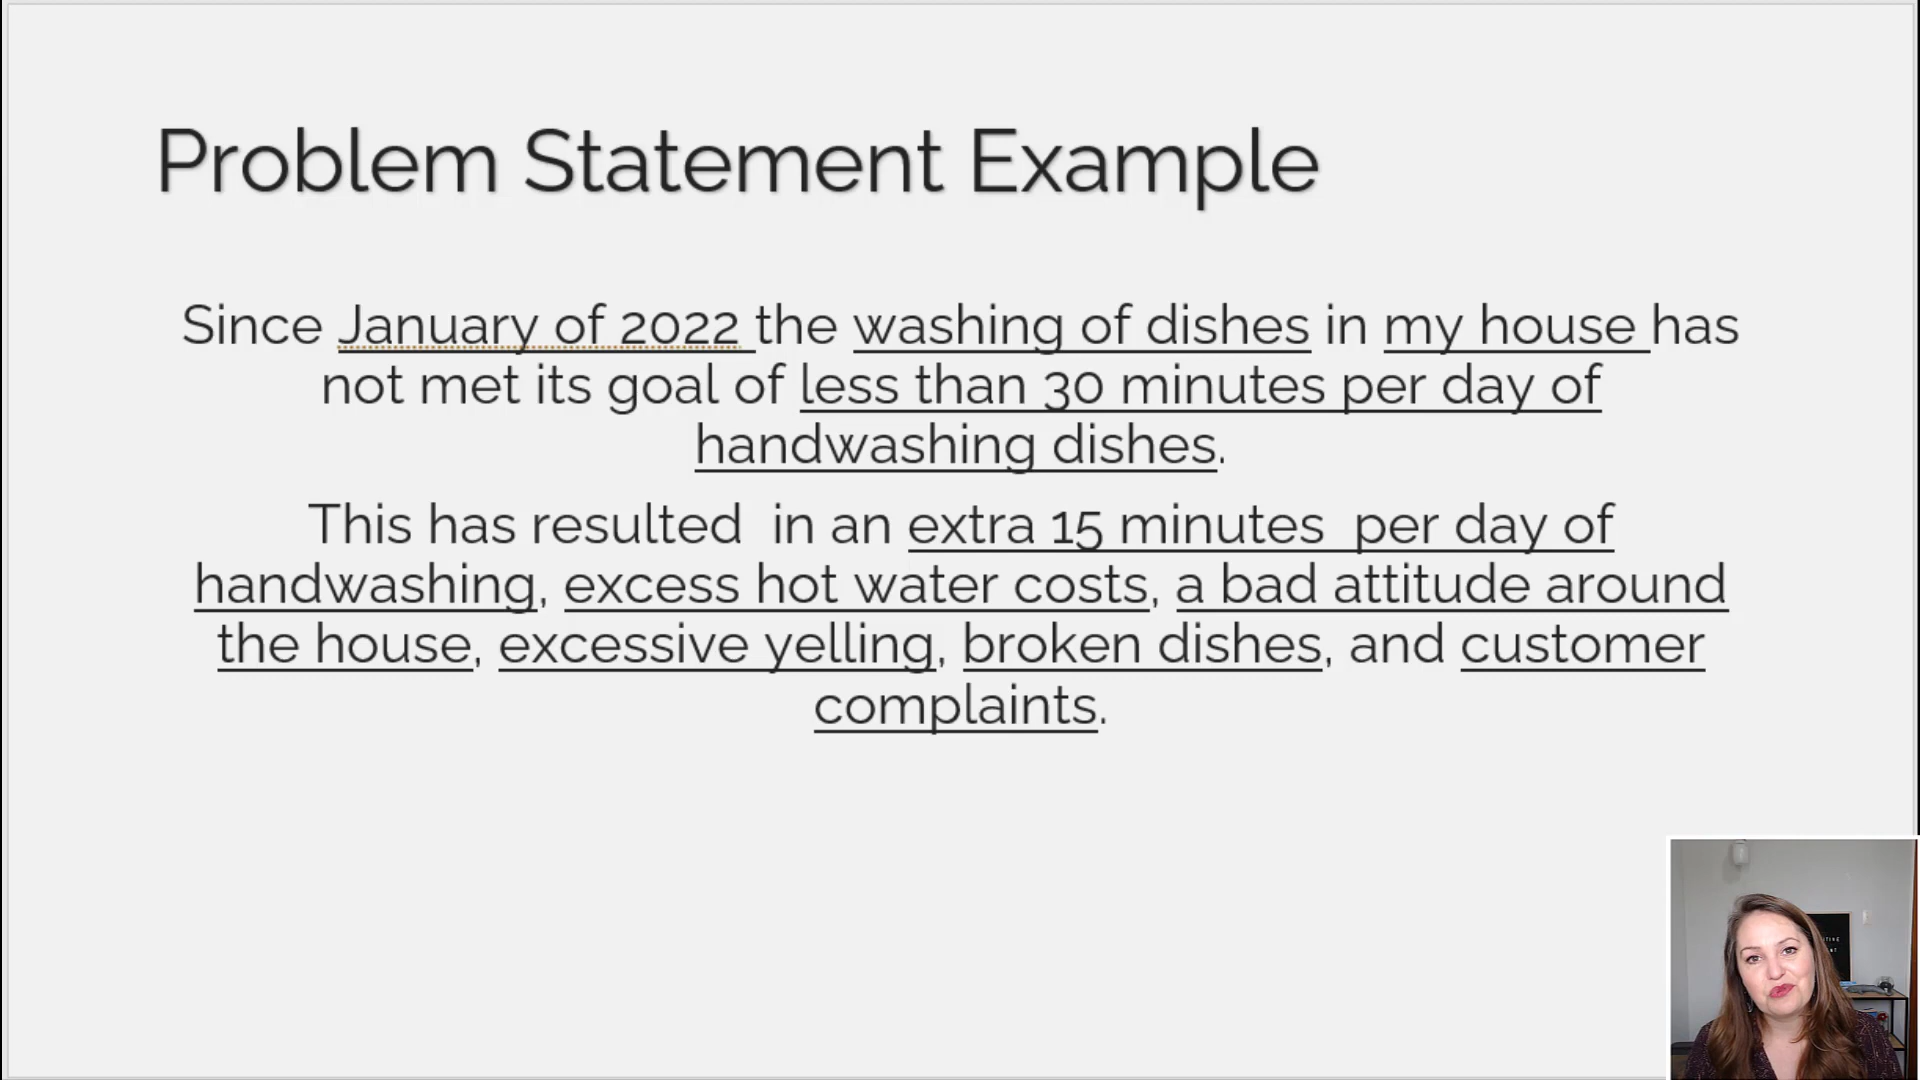 Problem Statement Example
Since January of 2022 the washing of dishes in my house has
not met its goal of less than 30 minutes per day of
handwashing dishes.
This has resulted  in an extra 15 minutes  per day of
handwashing, excess hot water costs, a bad attitude around
the house, excessive yelling, broken dishes, and customer
complaints.